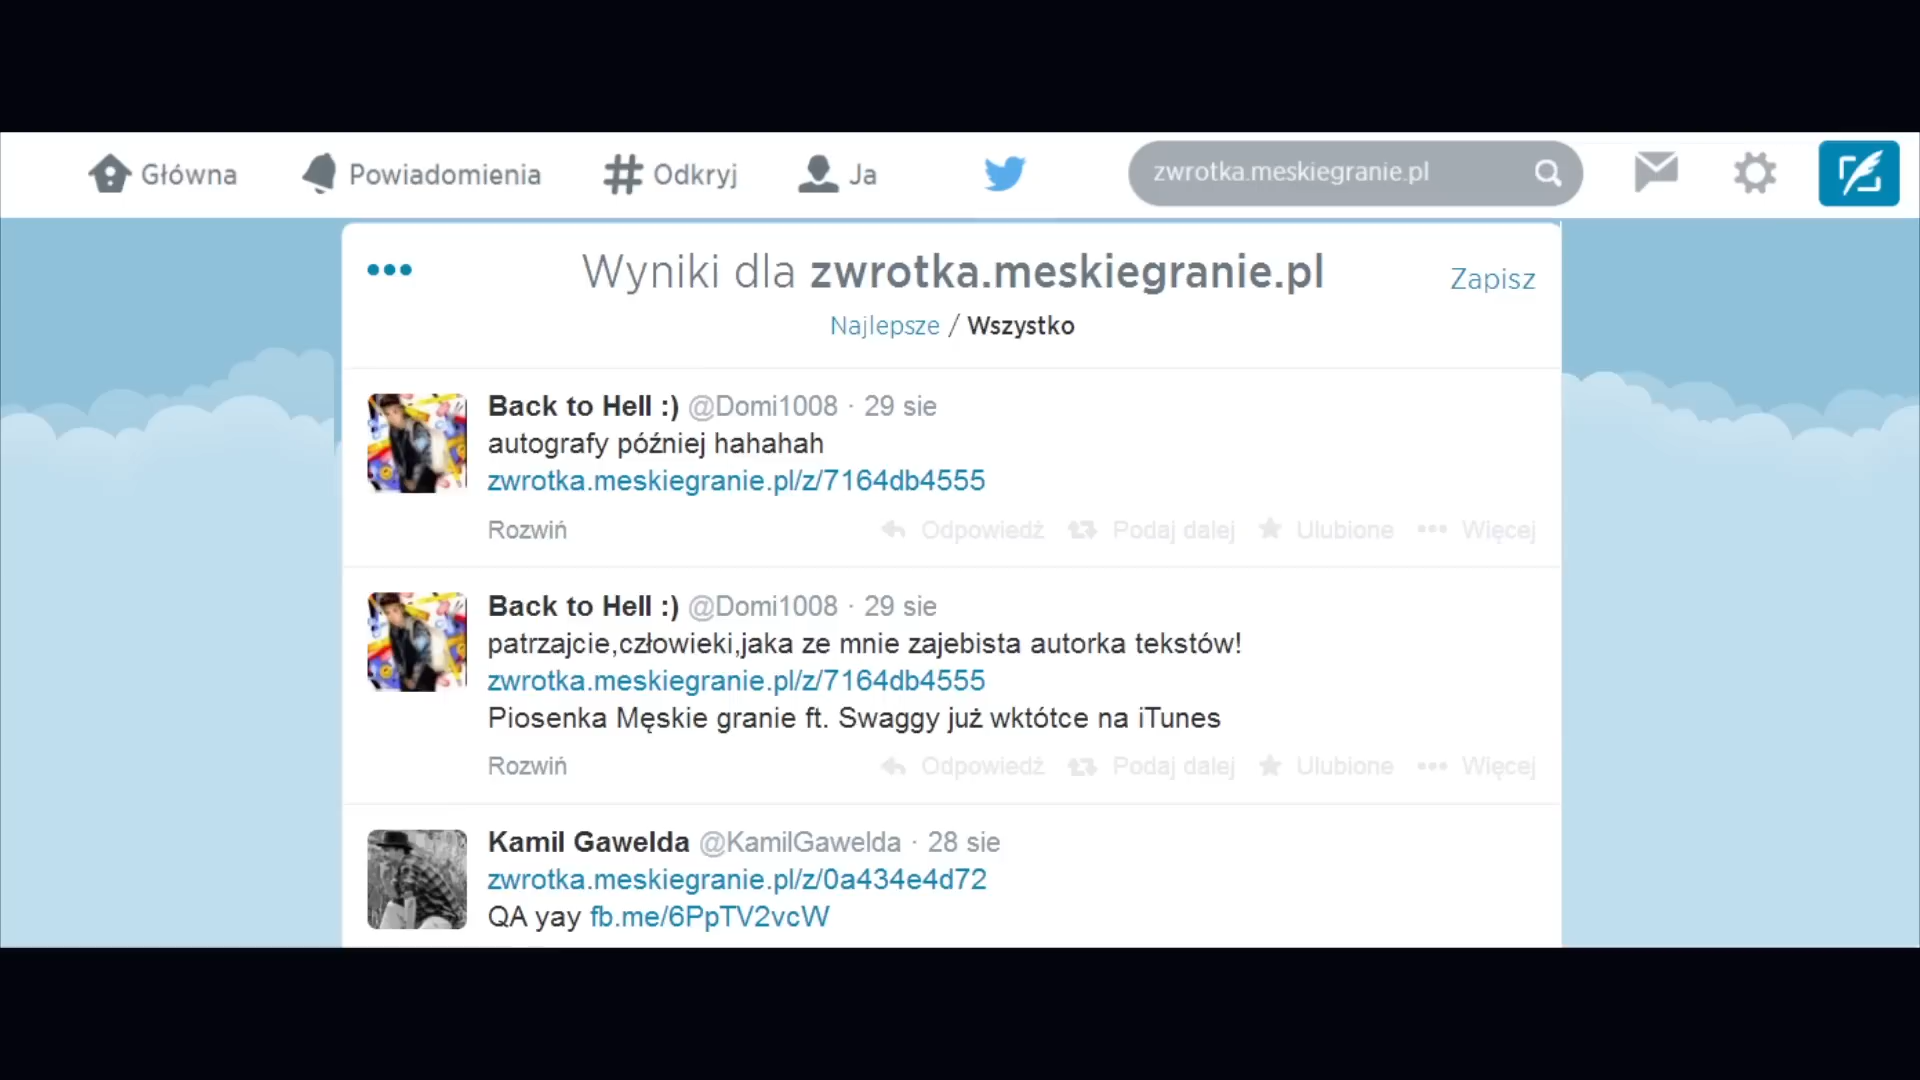 Główna Powiadomienia Odkryj Ja zwrotka.meskiegranie.pl
Wyniki dla zwrotka.meskiegranie.pl Zapisz
Najlepsze / Wszystko
Back to Hell :) @Domi1008 · 29 sie
autografy później hahahah
zwrotka.meskiegranie.pl/z/7164db4555
Rozwiń Odpowiedź Podaj dalej Ulubione Więcej
Back to Hell :) @Domi1008 · 29 sie
patrzajcie,człowieki,jaka ze mnie zajebista autorka tekstów!
zwrotka.meskiegranie.pl/z/7164db4555
Piosenka Męskie granie ft. Swaggy już wktótce na iTunes
Rozwiń Odpowiedź Podaj dalej Ulubione Więcej
Kamil Gawelda @KamilGawelda · 28 sie
zwrotka.meskiegranie.pl/z/0a434e4d72
QA yay fb.me/6PpTV2vcW